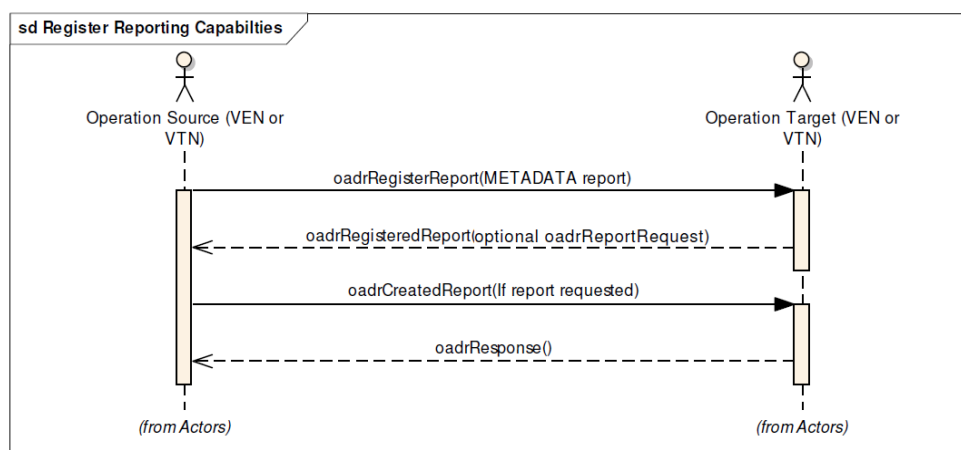 sd Register Reporting Capabilties
Operation Source (VEN or
VTN)
Operation Target (VEN or
VTN)
oadrRegisterReport(METADATA report)
oadrRegisteredReport(optional oadrReportRequest)
oadrCreatedReport(If report requested)
oadrResponse()
(from Actors)
(from Actors)